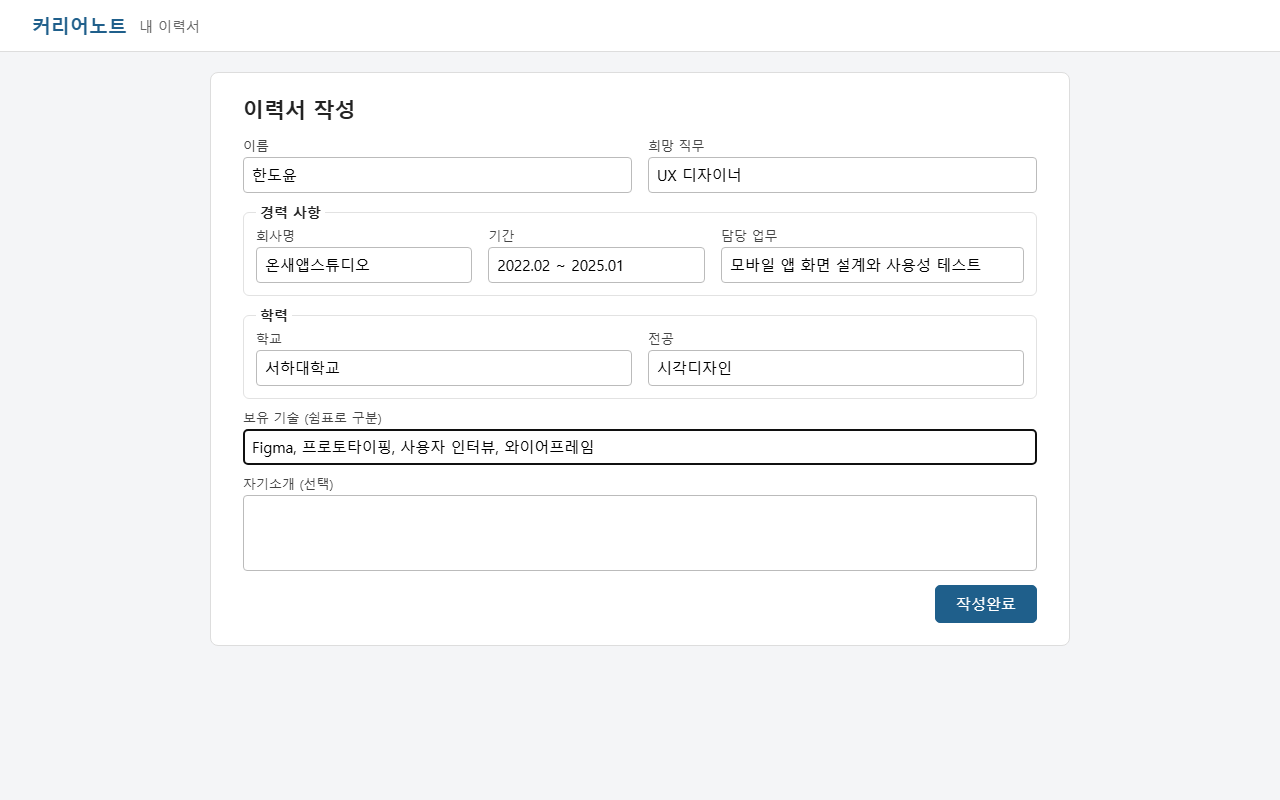 커리어노트 내 이력서
이력서 작성
이름 희망 직무
한도윤 UX 디자이너
경력 사항
회사명 기간 담당 업무
온새앱스튜디오 2022.02 ~ 2025.01 모바일 앱 화면 설계와 사용성 테스트
학력
학교 전공
서하대학교 시각디자인
보유 기술 (쉼표로 구분)
Figma, 프로토타이핑, 사용자 인터뷰, 와이어프레임
자기소개 (선택)
작성완료